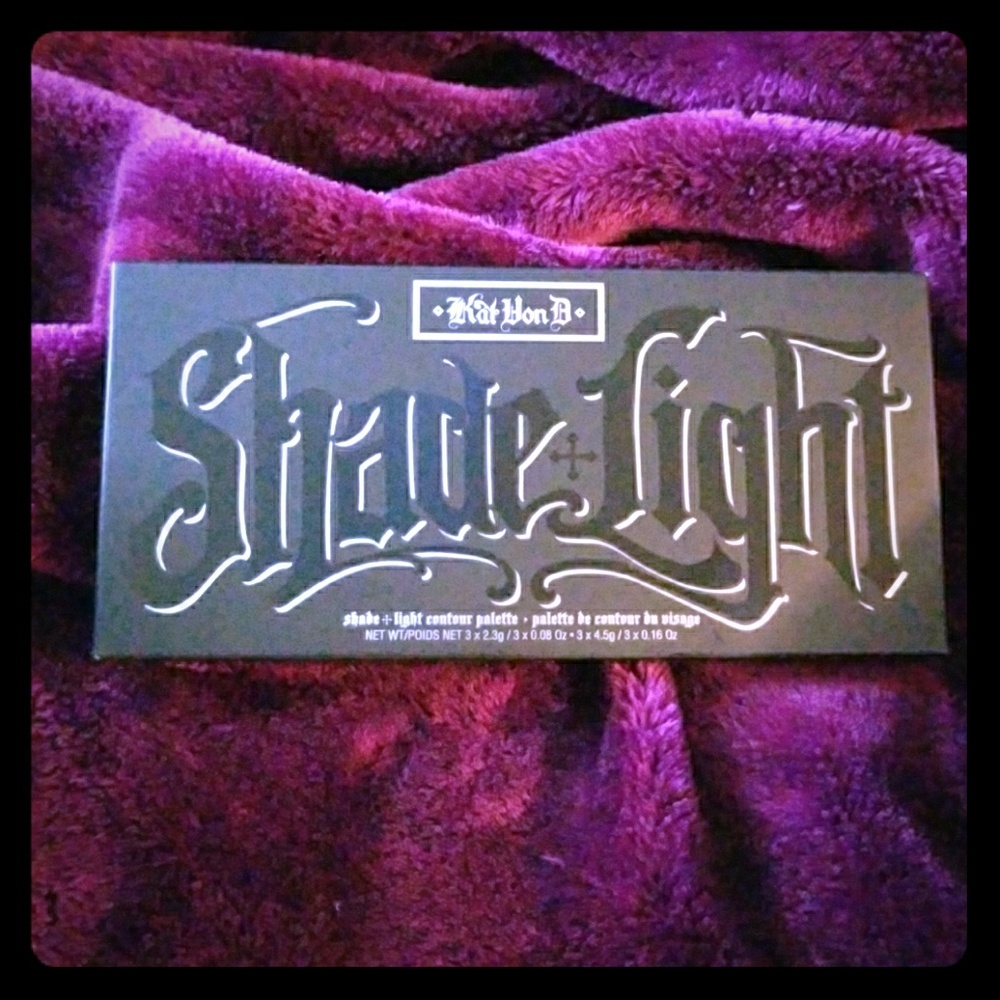 Kat Von D
Shade + Light
shade + light contour palette • palette de contour du visage
NET WT/POIDS NET 3 x 2.3g / 3 x 0.08 Oz • 3 x 4.5g / 3 x 0.16 Oz